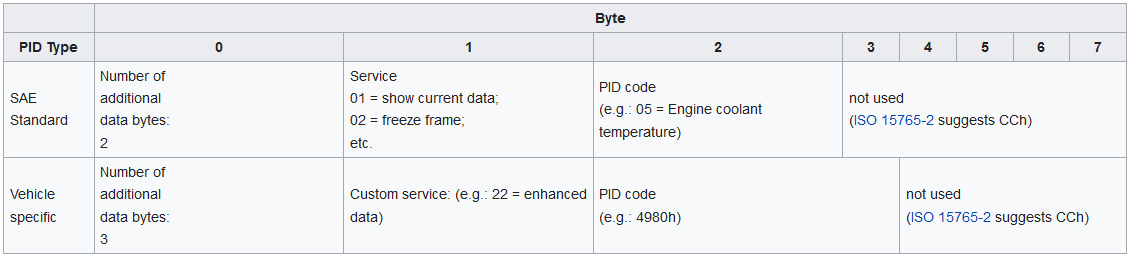 Byte
PID Type 0 1 2 3 4 5 6 7
SAE
Standard
Number of
additional
data bytes:
2
Service
01 = show current data;
02 = freeze frame;
etc.
PID code
(e.g.: 05 = Engine coolant
temperature)
not used
(ISO 15765-2 suggests CCh)
Vehicle
specific
Number of
additional
data bytes:
3
Custom service: (e.g.: 22 = enhanced
data)
PID code
(e.g.: 4980h)
not used
(ISO 15765-2 suggests CCh)